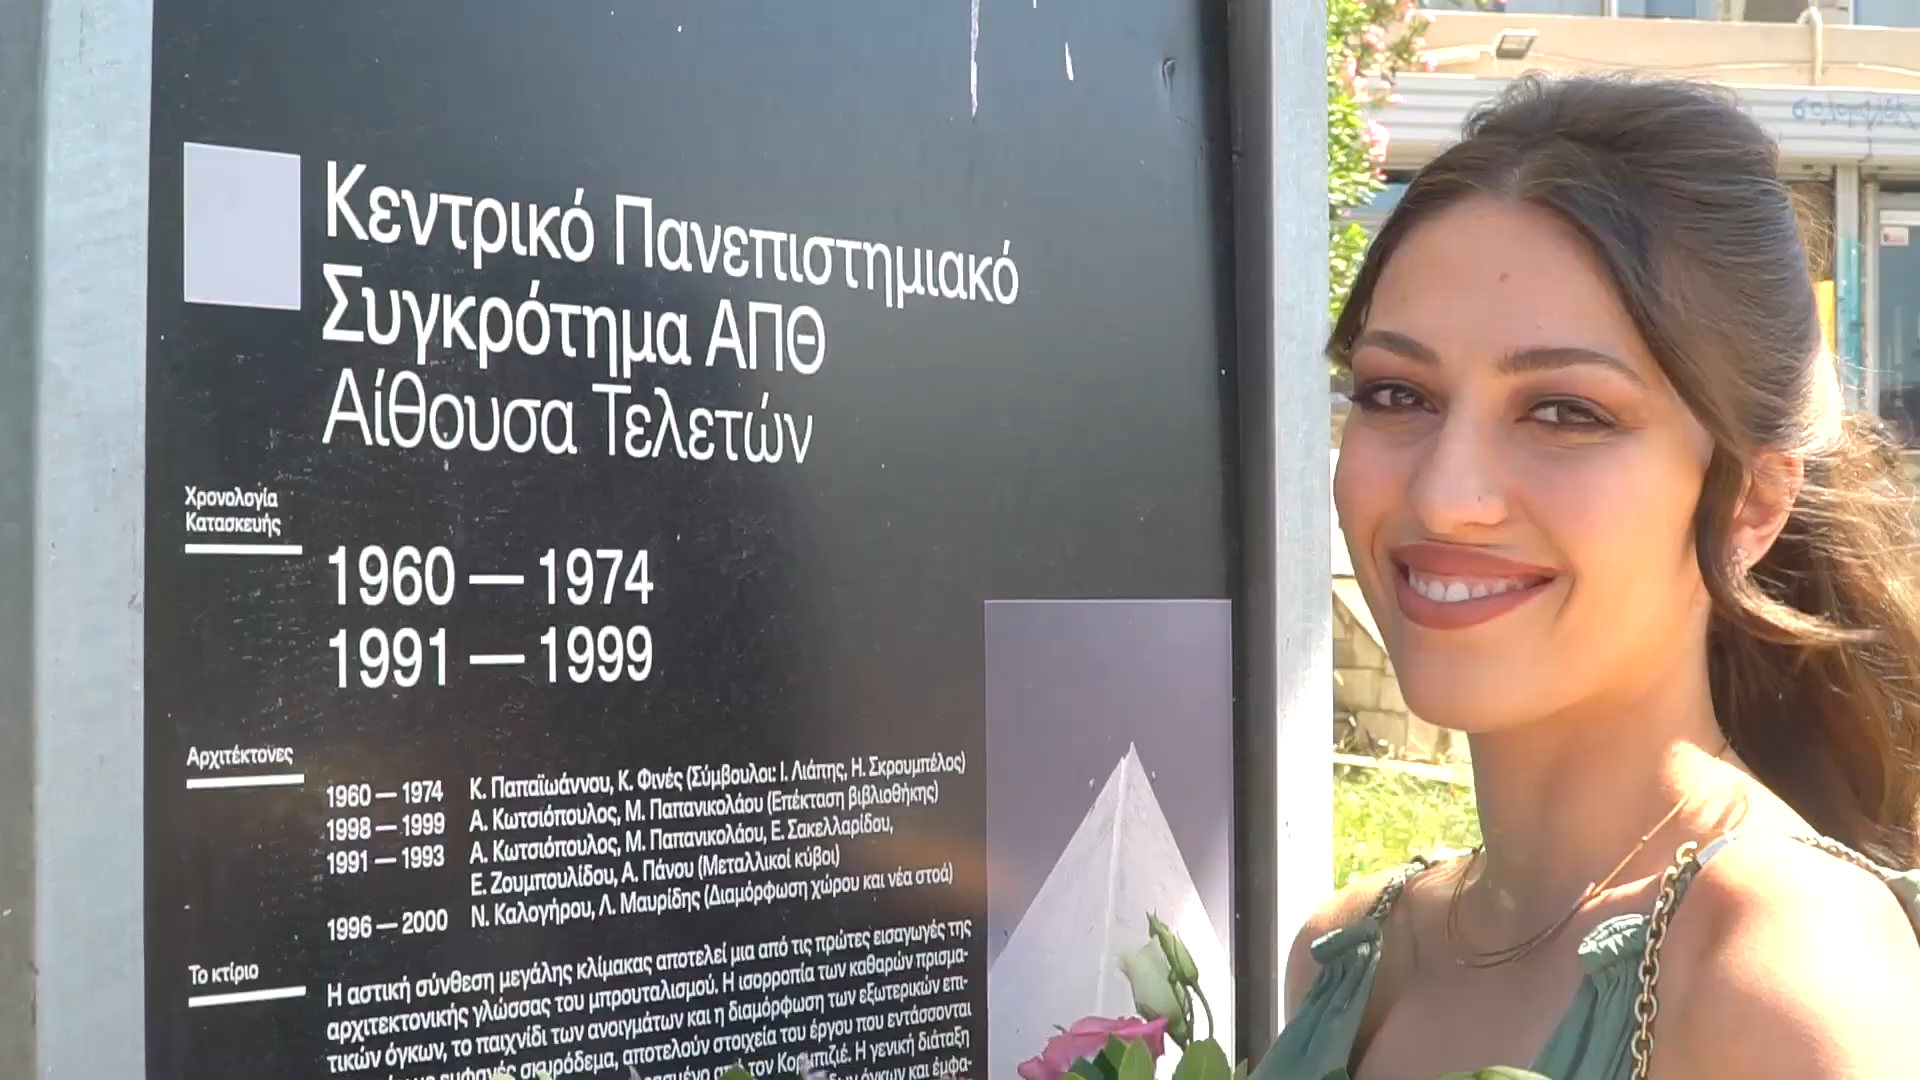 Κεντρικό Πανεπιστημιακό
Συγκρότημα ΑΠΘ
Αίθουσα Τελετών
Χρονολογία
Κατασκευής
1960 — 1974
1991 — 1999
Αρχιτέκτονες
1960 — 1974 Κ. Παπαϊωάννου, Κ. Φινές (Σύμβουλοι: Ι. Λιάπης, Η. Σκρουμπέλος)
1998 — 1999 Α. Κωτσιόπουλος, Μ. Παπανικολάου (Επέκταση βιβλιοθήκης)
1991 — 1993 Α. Κωτσιόπουλος, Μ. Παπανικολάου, Ε. Σακελλαρίδου,
Ε. Ζουμπουλίδου, Α. Πάνου (Μεταλλικοί κύβοι)
1996 — 2000 Ν. Καλογήρου, Λ. Μαυρίδης (Διαμόρφωση χώρου και νέα στοά)
Το κτίριο
Η αστική σύνθεση μεγάλης κλίμακας αποτελεί μια από τις πρώτες εισαγωγές της
αρχιτεκτονικής γλώσσας του μπρουταλισμού. Η ισορροπία των καθαρών πρισμα-
τικών όγκων, το παιχνίδι των ανοιγμάτων και η διαμόρφωση των εξωτερικών επι-
εμφανές σκυρόδεμα, αποτελούν στοιχεία του έργου που εντάσσονται
τον Κορμπιζιέ. Η γενική διάταξη
όγκων και έμφα-